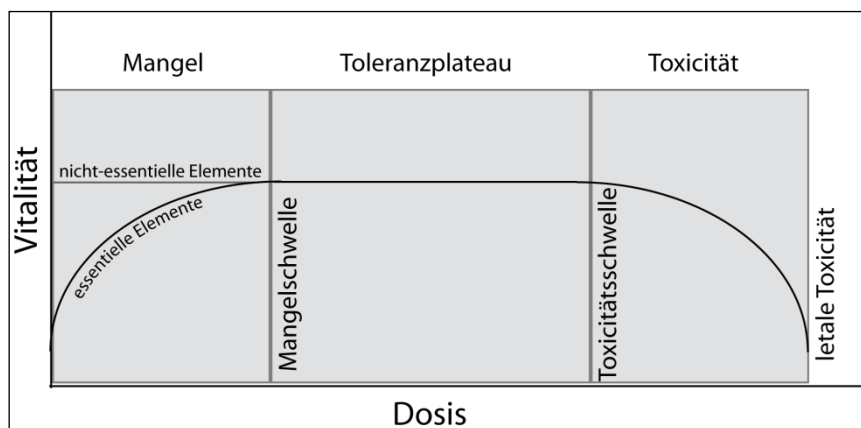 Mangel
Toleranzplateau
Toxicität
Vitalität
nicht-essentielle Elemente
essentielle Elemente
Mangelschwelle
Toxicitätsschwelle
letale Toxicität
Dosis